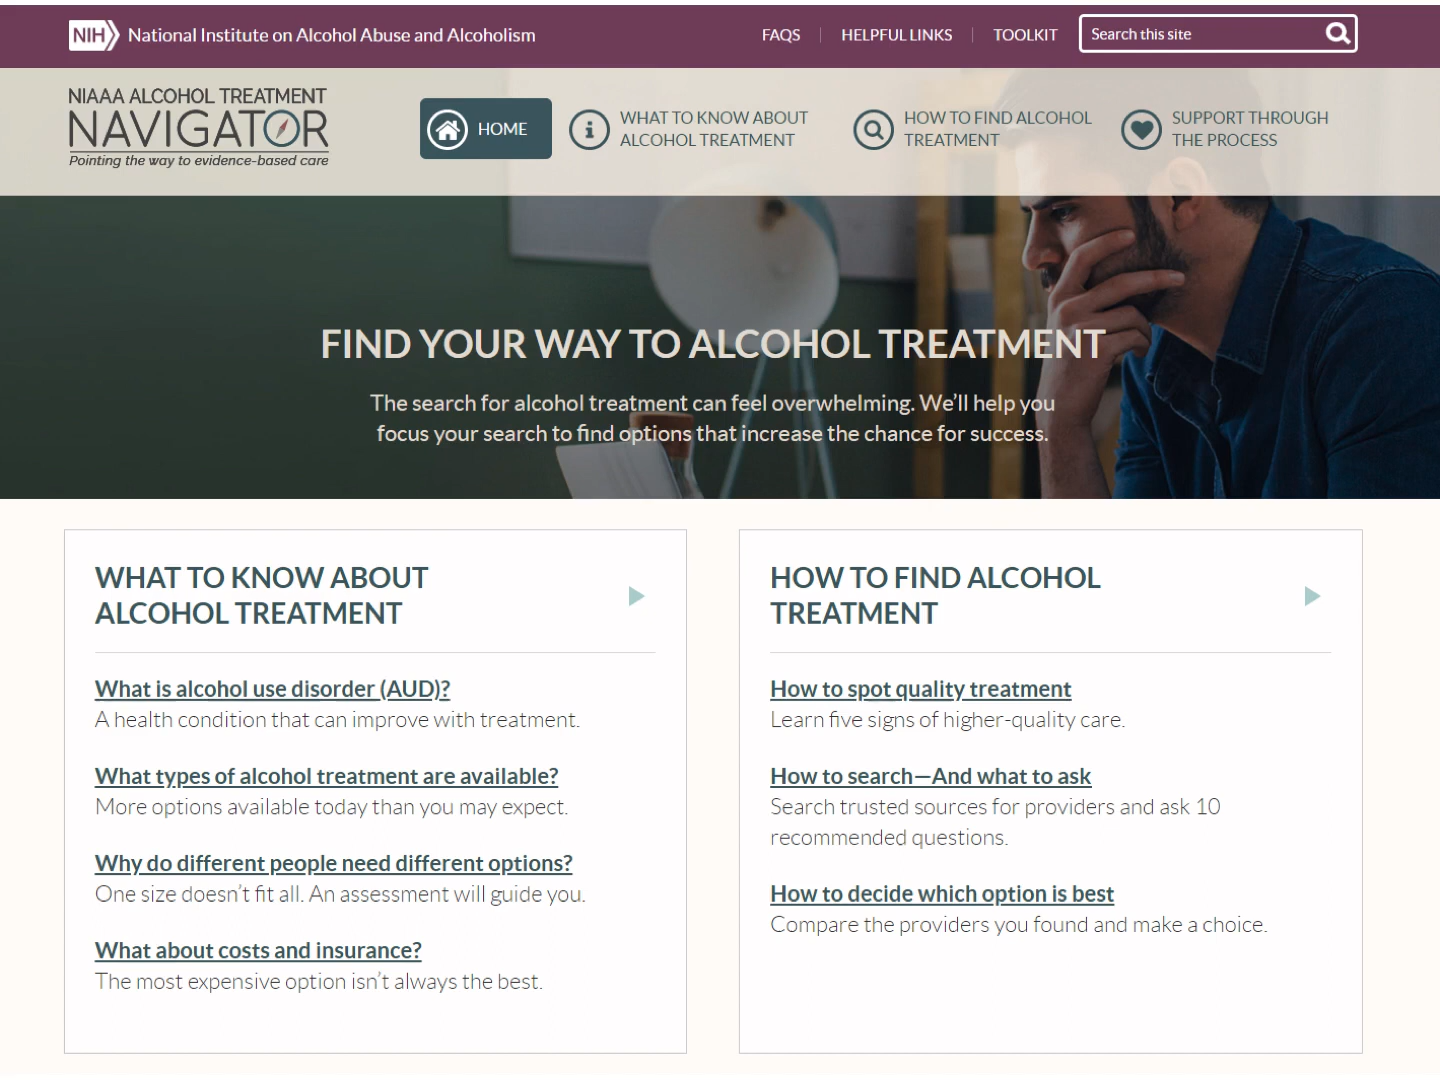 NIH National Institute on Alcohol Abuse and Alcoholism
FAQS
HELPFUL LINKS
TOOLKIT
Search this site
NIAAA ALCOHOL TREATMENT
NAVIGATOR
Pointing the way to evidence-based care
HOME
WHAT TO KNOW ABOUT
ALCOHOL TREATMENT
HOW TO FIND ALCOHOL
TREATMENT
SUPPORT THROUGH
THE PROCESS
FIND YOUR WAY TO ALCOHOL TREATMENT
The search for alcohol treatment can feel overwhelming. We’ll help you
focus your search to find options that increase the chance for success.
WHAT TO KNOW ABOUT
ALCOHOL TREATMENT
What is alcohol use disorder (AUD)?
A health condition that can improve with treatment.
What types of alcohol treatment are available?
More options available today than you may expect.
Why do different people need different options?
One size doesn’t fit all. An assessment will guide you.
What about costs and insurance?
The most expensive option isn’t always the best.
HOW TO FIND ALCOHOL
TREATMENT
How to spot quality treatment
Learn five signs of higher-quality care.
How to search—And what to ask
Search trusted sources for providers and ask 10
recommended questions.
How to decide which option is best
Compare the providers you found and make a choice.